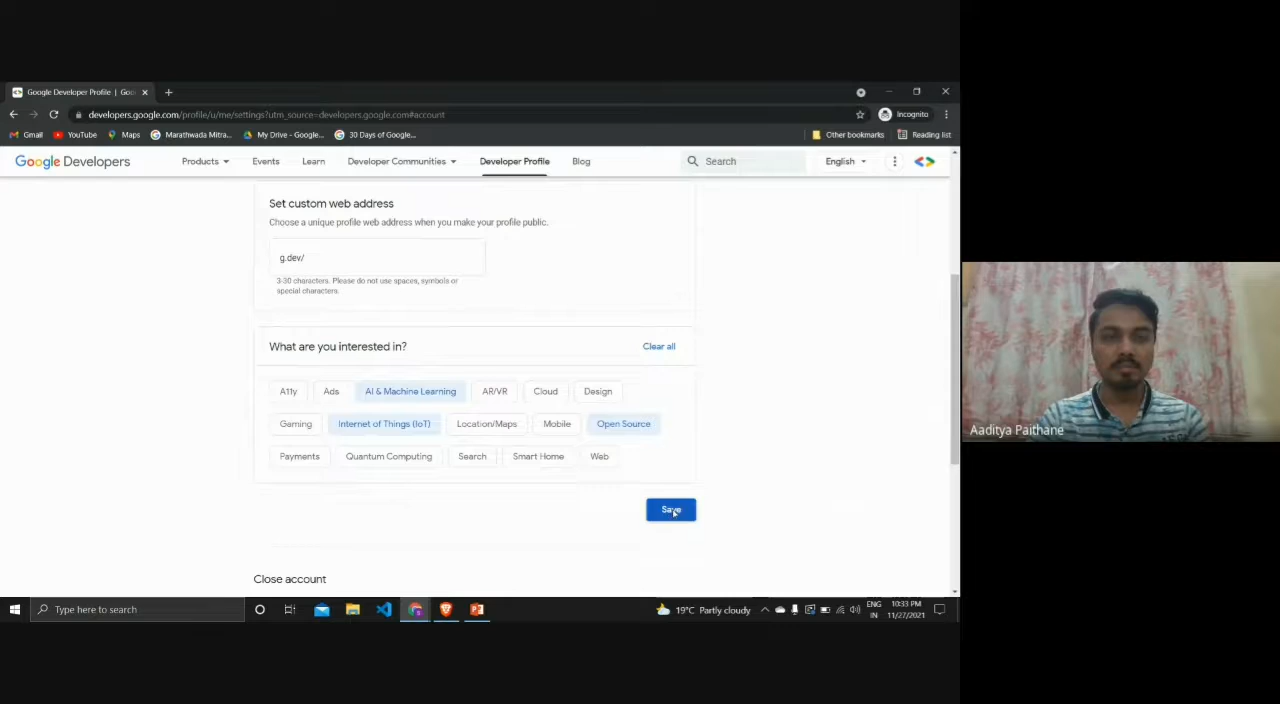 Google Developer Profile | Goo
developers.google.com/profile/u/me/settings?utm_source=developers.google.com#account
Incognito
Gmail YouTube Maps Marathwada Mitra... My Drive - Google... 30 Days of Google... Other bookmarks Reading list
Google Developers Products Events Learn Developer Communities Developer Profile Blog Search English
Set custom web address
Choose a unique profile web address when you make your profile public.
g.dev/
3-30 characters. Please do not use spaces, symbols or
special characters.
What are you interested in? Clear all
A11y Ads AI & Machine Learning AR/VR Cloud Design
Gaming Internet of Things (IoT) Location/Maps Mobile Open Source
Payments Quantum Computing Search Smart Home Web
Save
Close account
Type here to search 19°C Partly cloudy ENG 10:33 PM
IN 11/27/2021
Aaditya Paithane